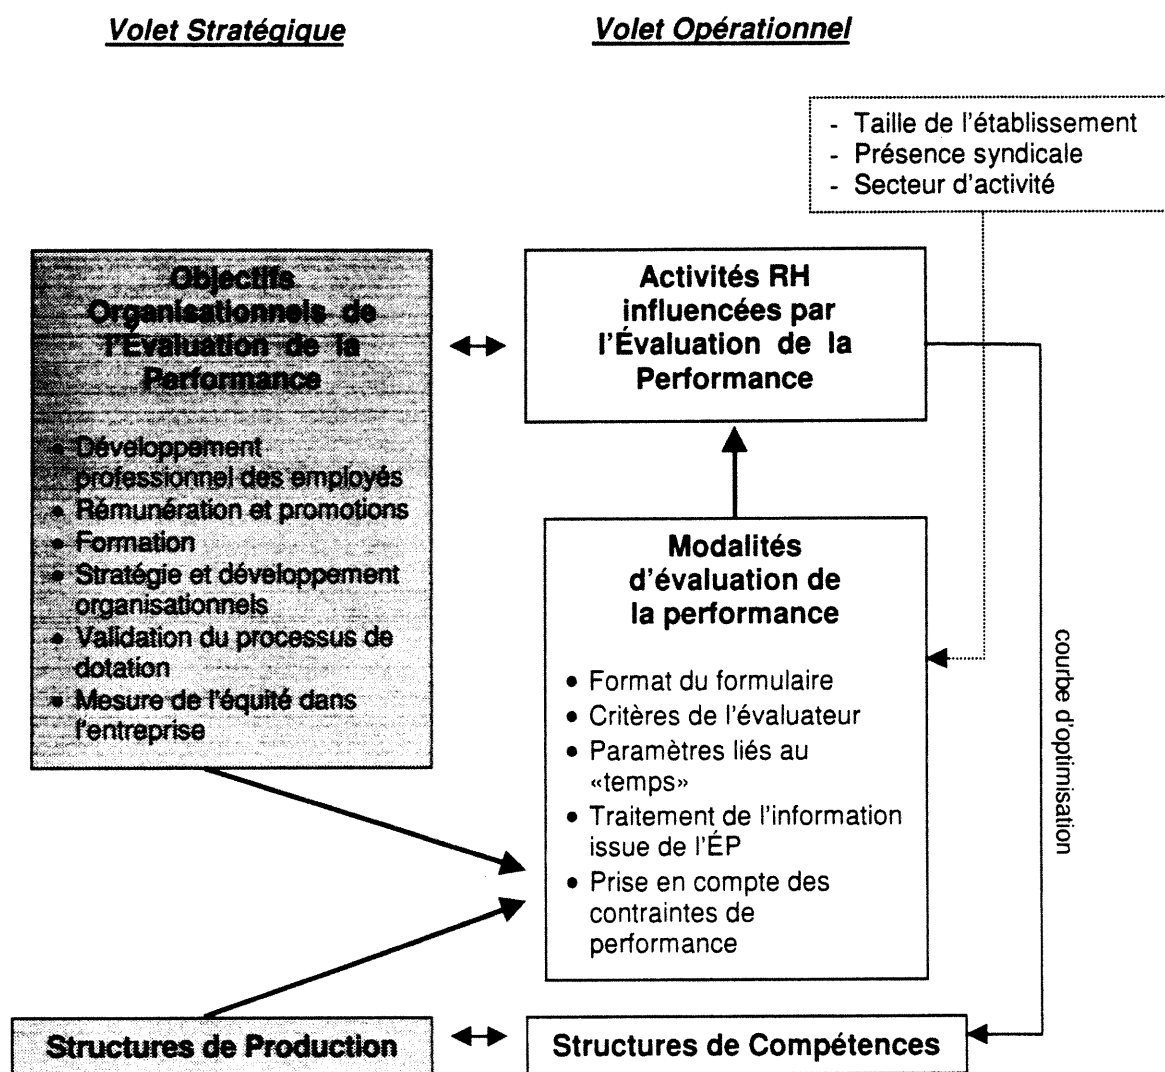 Volet Stratégique
Volet Opérationnel
- Taille de l'établissement
- Présence syndicale
- Secteur d'activité
Objectifs
Organisationnels de
l'Évaluation de la
Performance
• Développement
professionnel des employés
• Rémunération et promotions
• Formation
• Stratégie et développement
organisationnels
• Validation du processus de
dotation
• Mesure de l'équité dans
l'entreprise
Activités RH
influencées par
l'Évaluation de la
Performance
Modalités
d'évaluation de
la performance
• Format du formulaire
• Critères de l'évaluateur
• Paramètres liés au
«temps»
• Traitement de l'information
issue de l'ÉP
• Prise en compte des
contraintes de
performance
courbe d'optimisation
Structures de Production
Structures de Compétences